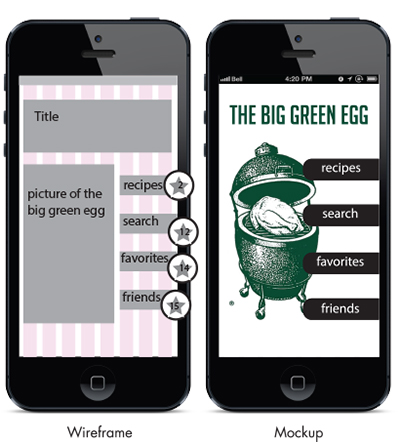 Title
picture of the
big green egg
recipes
2
search
12
favorites
14
friends
15
Bell
4:20 PM
THE BIG GREEN EGG
recipes
search
favorites
friends
®
Wireframe
Mockup